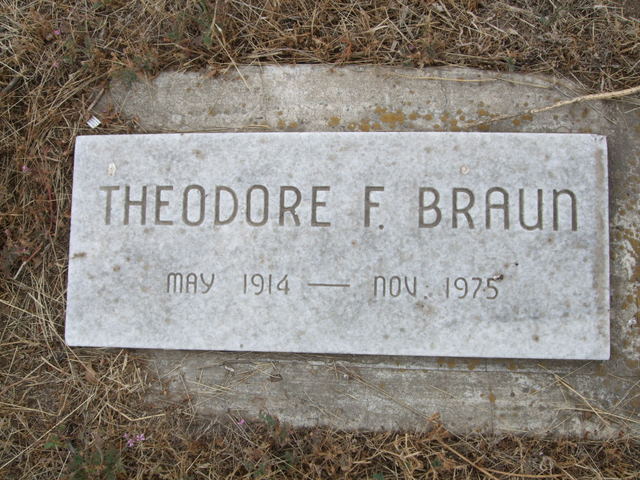 THEODORE F. BRAUN
MAY 1914 — NOV. 1975